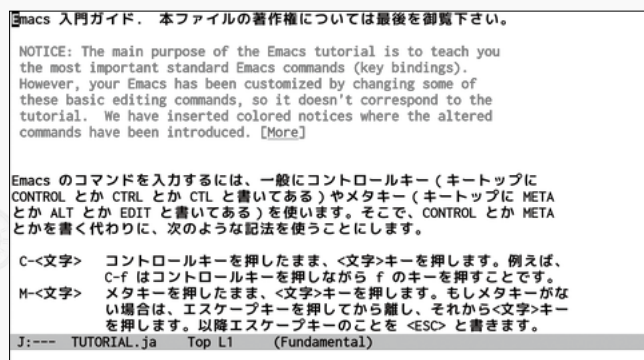 Emacs 入門ガイド． 本ファイルの著作権については最後を御覧下さい。
NOTICE: The main purpose of the Emacs tutorial is to teach you
the most important standard Emacs commands (key bindings).
However, your Emacs has been customized by changing some of
these basic editing commands, so it doesn't correspond to the
tutorial.  We have inserted colored notices where the altered
commands have been introduced. [More]
Emacs のコマンドを入力するには、一般にコントロールキー（キートップに
CONTROL とか CTRL とか CTL と書いてある）やメタキー（キートップに META
とか ALT とか EDIT と書いてある）を使います。そこで、CONTROL とか META
とかを書く代わりに、次のような記法を使うことにします。
C-<文字>  コントロールキーを押したまま、<文字>キーを押します。例えば、
C-f はコントロールキーを押しながら f のキーを押すことです。
M-<文字>  メタキーを押したまま、<文字>キーを押します。もしメタキーがな
い場合は、エスケープキーを押してから離し、それから<文字>キー
を押します。以降エスケープキーのことを <ESC> と書きます。
J:---  TUTORIAL.ja  Top L1  (Fundamental)